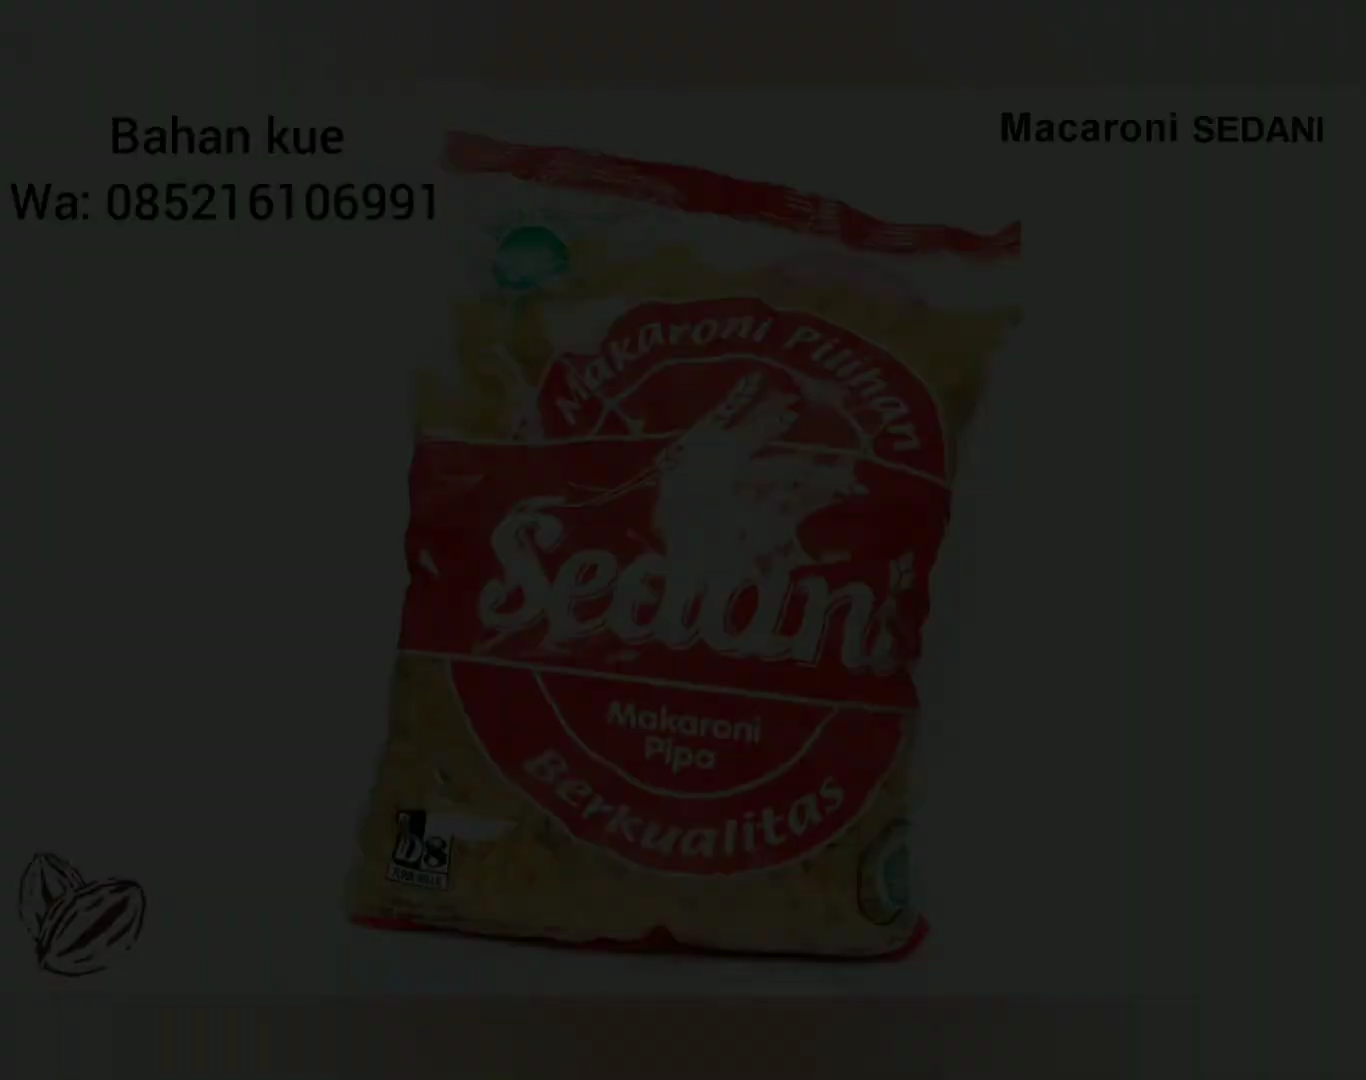 Bahan kue
Wa: 085216106991
Macaroni SEDANI
Makaroni Pilihan
Sedani
Makaroni
Pipa
Berkualitas